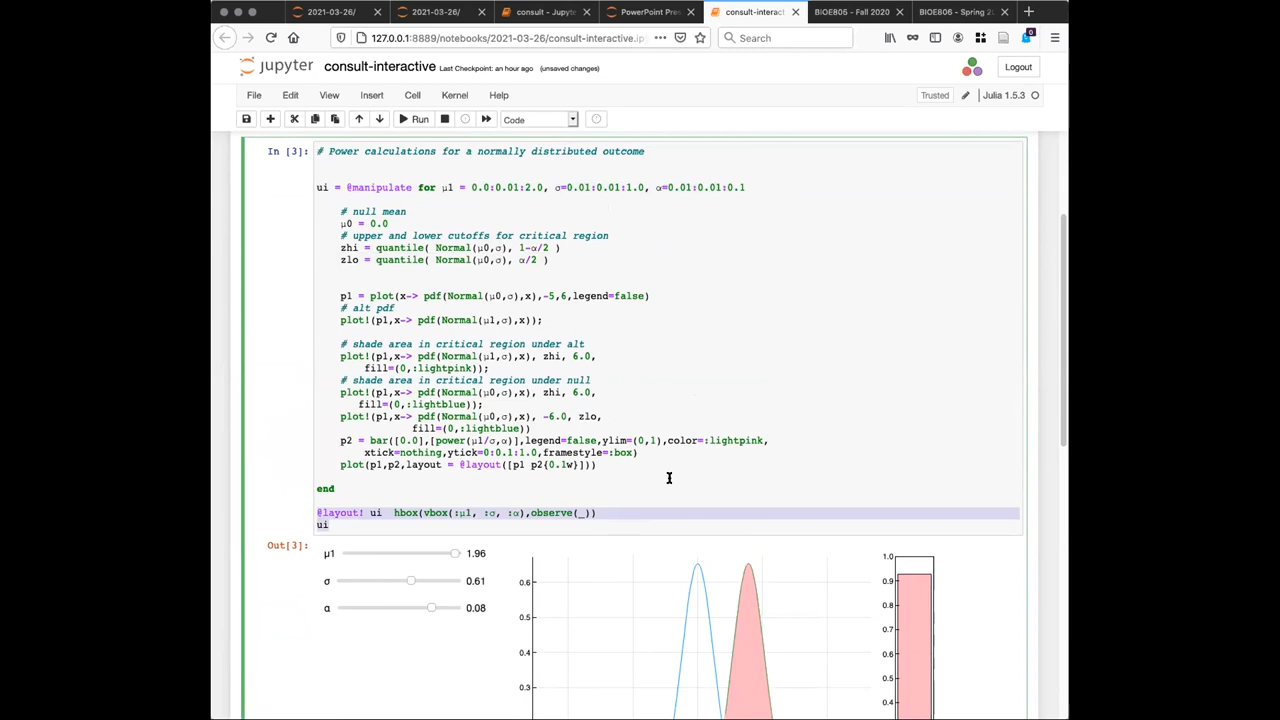 2021-03-26/
2021-03-26/
consult - Jupyte
PowerPoint Pres
consult-interac
BIOE805 - Fall 2020
BIOE806 - Spring 2
127.0.0.1:8889/notebooks/2021-03-26/consult-interactive.ip
Search
0
jupyter consult-interactive Last Checkpoint: an hour ago (unsaved changes)
Logout
File Edit View Insert Cell Kernel Help
Trusted
Julia 1.5.3
Run
Code
In [3]:
# Power calculations for a normally distributed outcome
ui = @manipulate for μ1 = 0.0:0.01:2.0, σ=0.01:0.01:1.0, α=0.01:0.01:0.1
# null mean
μ0 = 0.0
# upper and lower cutoffs for critical region
zhi = quantile( Normal(μ0,σ), 1-α/2 )
zlo = quantile( Normal(μ0,σ), α/2 )
p1 = plot(x-> pdf(Normal(μ0,σ),x),-5,6,legend=false)
# alt pdf
plot!(p1,x-> pdf(Normal(μ1,σ),x));
# shade area in critical region under alt
plot!(p1,x-> pdf(Normal(μ1,σ),x), zhi, 6.0,
fill=(0,:lightpink));
# shade area in critical region under null
plot!(p1,x-> pdf(Normal(μ0,σ),x), zhi, 6.0,
fill=(0,:lightblue));
plot!(p1,x-> pdf(Normal(μ0,σ),x), -6.0, zlo,
fill=(0,:lightblue))
p2 = bar([0.0],[power(μ1/σ,α)],legend=false,ylim=(0,1),color=:lightpink,
xtick=nothing,ytick=0:0.1:1.0,framestyle=:box)
plot(p1,p2,layout = @layout([p1 p2{0.1w}]))
end
@layout! ui hbox(vbox(:μ1, :σ, :α),observe(_))
ui
Out[3]:
μ1 1.96
σ 0.61
α 0.08
0.6
0.5
0.4
0.3
1.0
0.9
0.8
0.7
0.6
0.5
0.4